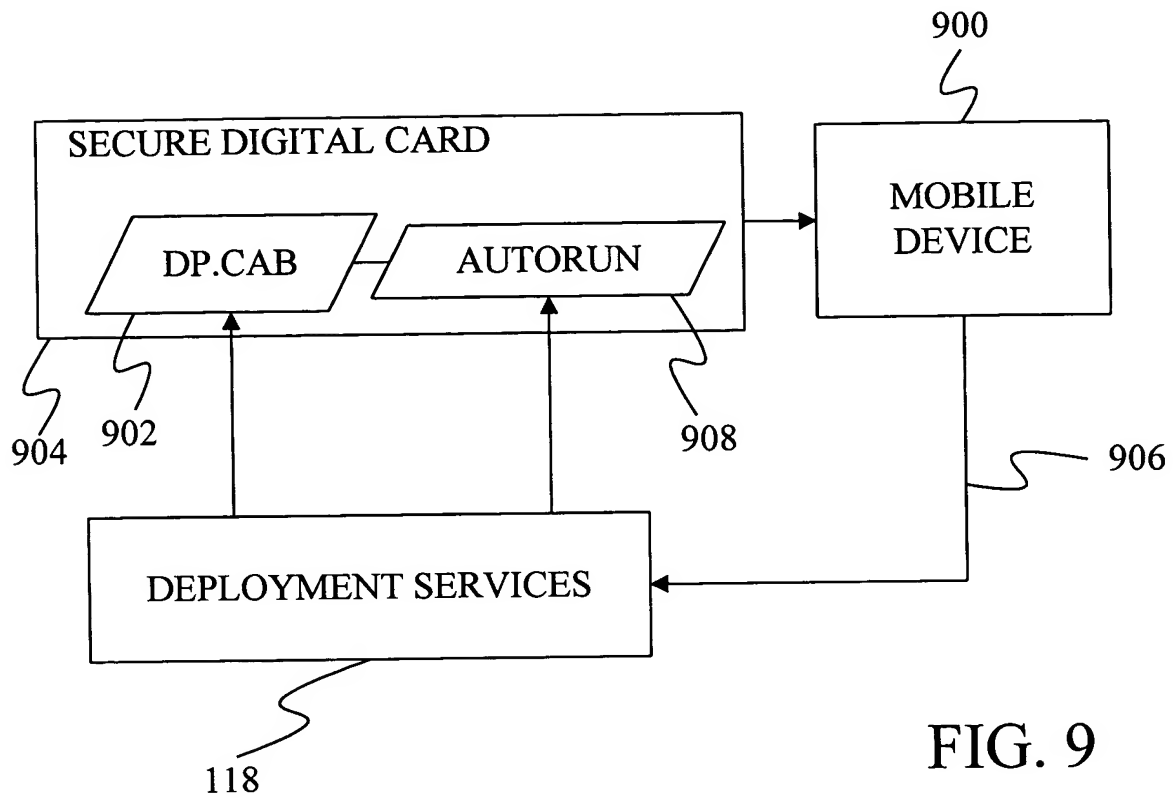 900
SECURE DIGITAL CARD
MOBILE
DEVICE
DP.CAB
AUTORUN
904
902
908
906
DEPLOYMENT SERVICES
118
FIG. 9